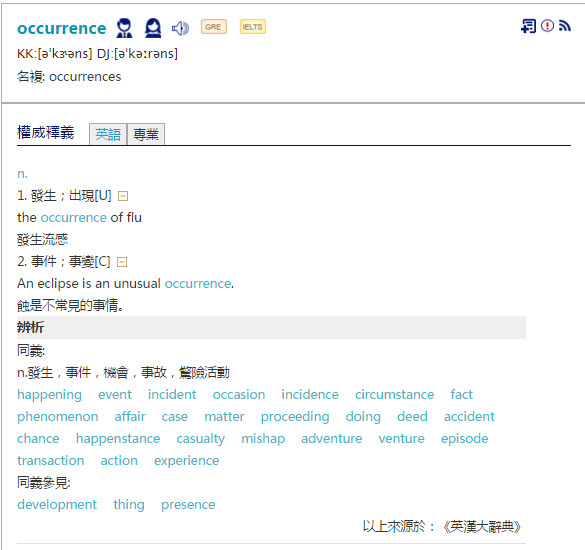 occurrence GRE IELTS
KK:[əˋkɝəns] DJ:[əˋkəːrəns]
名複: occurrences
權威釋義 英語 專業
n.
1. 發生；出現[U]
the occurrence of flu
發生流感
2. 事件；事變[C]
An eclipse is an unusual occurrence.
蝕是不常見的事情。
辨析
同義:
n.發生，事件，機會，事故，驚險活動
happening event incident occasion incidence circumstance fact
phenomenon affair case matter proceeding doing deed accident
chance happenstance casualty mishap adventure venture episode
transaction action experience
同義參見:
development thing presence
以上來源於：《英漢大辭典》